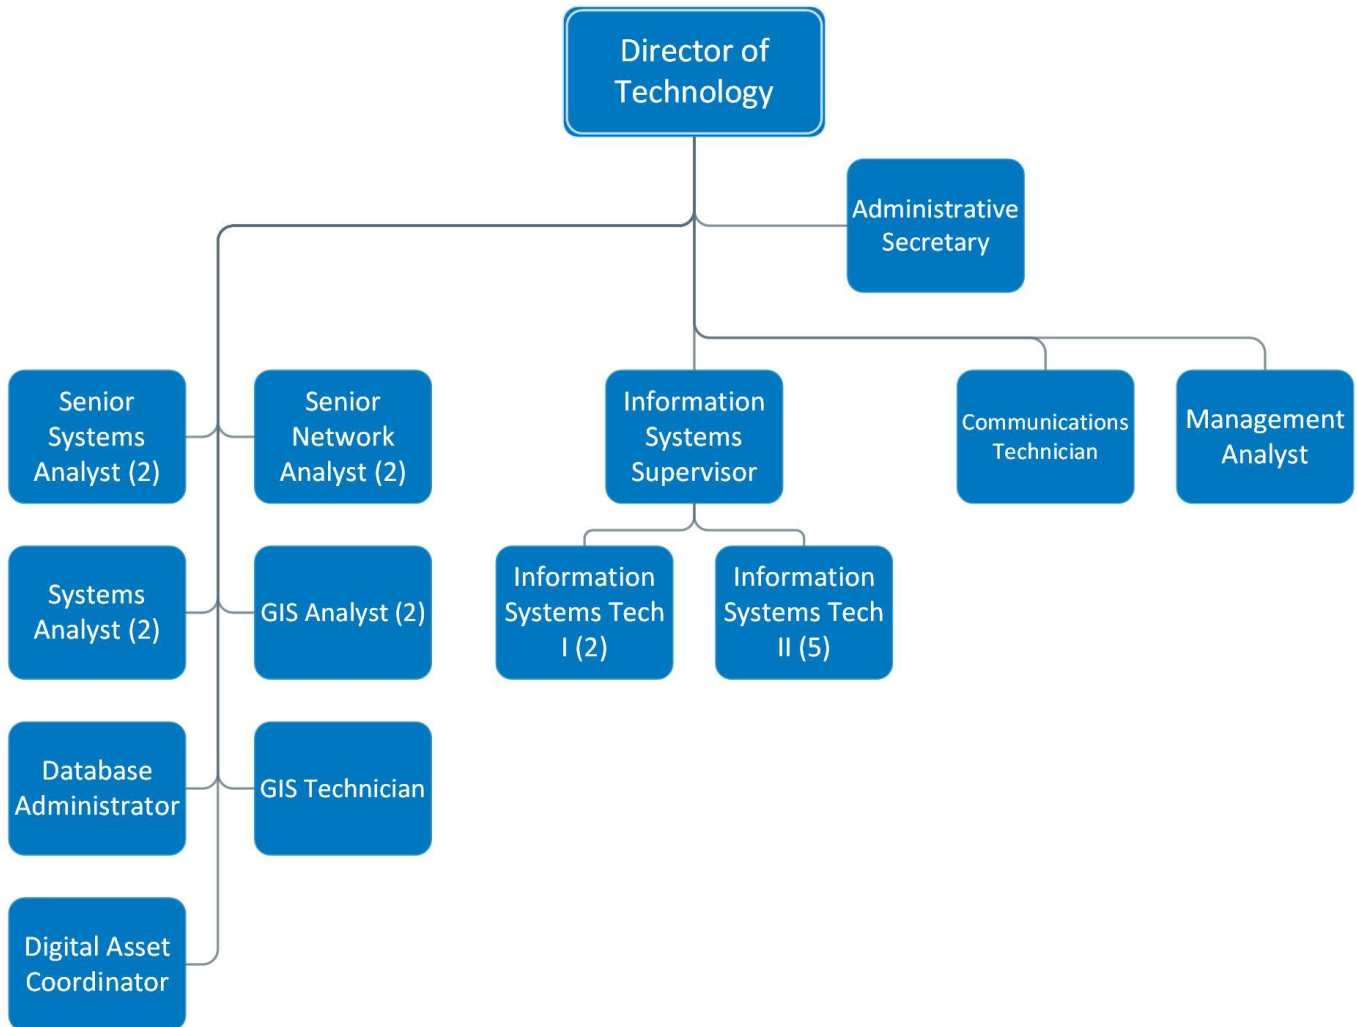 Director of
Technology
Administrative
Secretary
Senior
Systems
Analyst (2)
Senior
Network
Analyst (2)
Information
Systems
Supervisor
Communications
Technician
Management
Analyst
Systems
Analyst (2)
GIS Analyst (2)
Information
Systems Tech
I (2)
Information
Systems Tech
II (5)
Database
Administrator
GIS Technician
Digital Asset
Coordinator